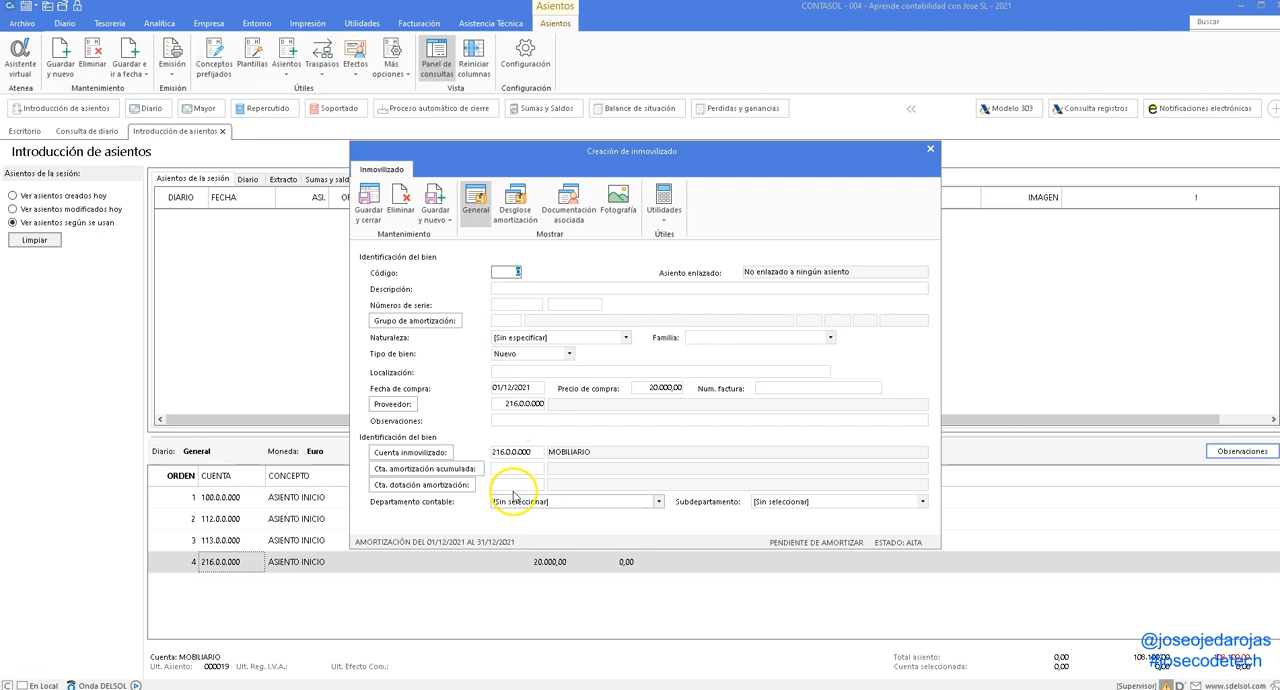 Asientos
CONTASOL - 004 - Aprende contabilidad con Jose SL - 2021
Archivo Diario Tesorería Analítica Empresa Entorno Impresión Utilidades Facturación Asistencia Técnica Asientos
Buscar
Asistente virtual
Guardar y nuevo
Eliminar
Guardar e ir a fecha
Emisión
Conceptos prefijados
Plantillas
Asientos
Traspasos
Efectos
Más opciones
Panel de consultas
Reiniciar columnas
Configuración
Atenea Mantenimiento Emisión Útiles Vista Configuración
Introducción de asientos Diario Mayor Repercutido Soportado Proceso automático de cierre Sumas y Saldos Balance de situación Perdidas y ganancias Modelo 303 Consulta registros Notificaciones electrónicas
Escritorio Consulta de diario Introducción de asientos
Introducción de asientos
Asientos de la sesión:
Ver asientos creados hoy
Ver asientos modificados hoy
Ver asientos según se usan
Limpiar
Asientos de la sesión Diario Extracto Sumas y sald
DIARIO FECHA ASI. IMAGEN !
Creación de inmovilizado
Inmovilizado
Guardar y cerrar
Eliminar
Guardar y nuevo
General
Desglose amortización
Documentación asociada
Fotografía
Utilidades
Mantenimiento Mostrar Útiles
Identificación del bien
Código: 0 Asiento enlazado: No enlazado a ningún asiento
Descripción:
Números de serie:
Grupo de amortización:
Naturaleza: [Sin especificar] Familia:
Tipo de bien: Nuevo
Localización:
Fecha de compra: 01/12/2021 Precio de compra: 20.000,00 Num. factura:
Proveedor: 216.0.0.000
Observaciones:
Identificación del bien
Cuenta inmovilizado: 216.0.0.000 MOBILIARIO
Cta. amortización acumulada:
Cta. dotación amortización:
Departamento contable: [Sin seleccionar] Subdepartamento: [Sin seleccionar]
AMORTIZACIÓN DEL 01/12/2021 AL 31/12/2021 PENDIENTE DE AMORTIZAR ESTADO: ALTA
Diario: General Moneda: Euro Observaciones
ORDEN CUENTA CONCEPTO
1 100.0.0.000 ASIENTO INICIO
2 112.0.0.000 ASIENTO INICIO
3 113.0.0.000 ASIENTO INICIO
4 216.0.0.000 ASIENTO INICIO 20.000,00 0,00
@joseojedarojas
#josecodetech
Cuenta: MOBILIARIO Total asiento: 0,00 108.100,00 108.100,00
Ult. Asiento: 000019 Ult. Reg. I.V.A.: Ult. Efecto Com.: Cuenta seleccionada: 0,00
En Local Onda DELSOL [Supervisor] www.sdelsol.com